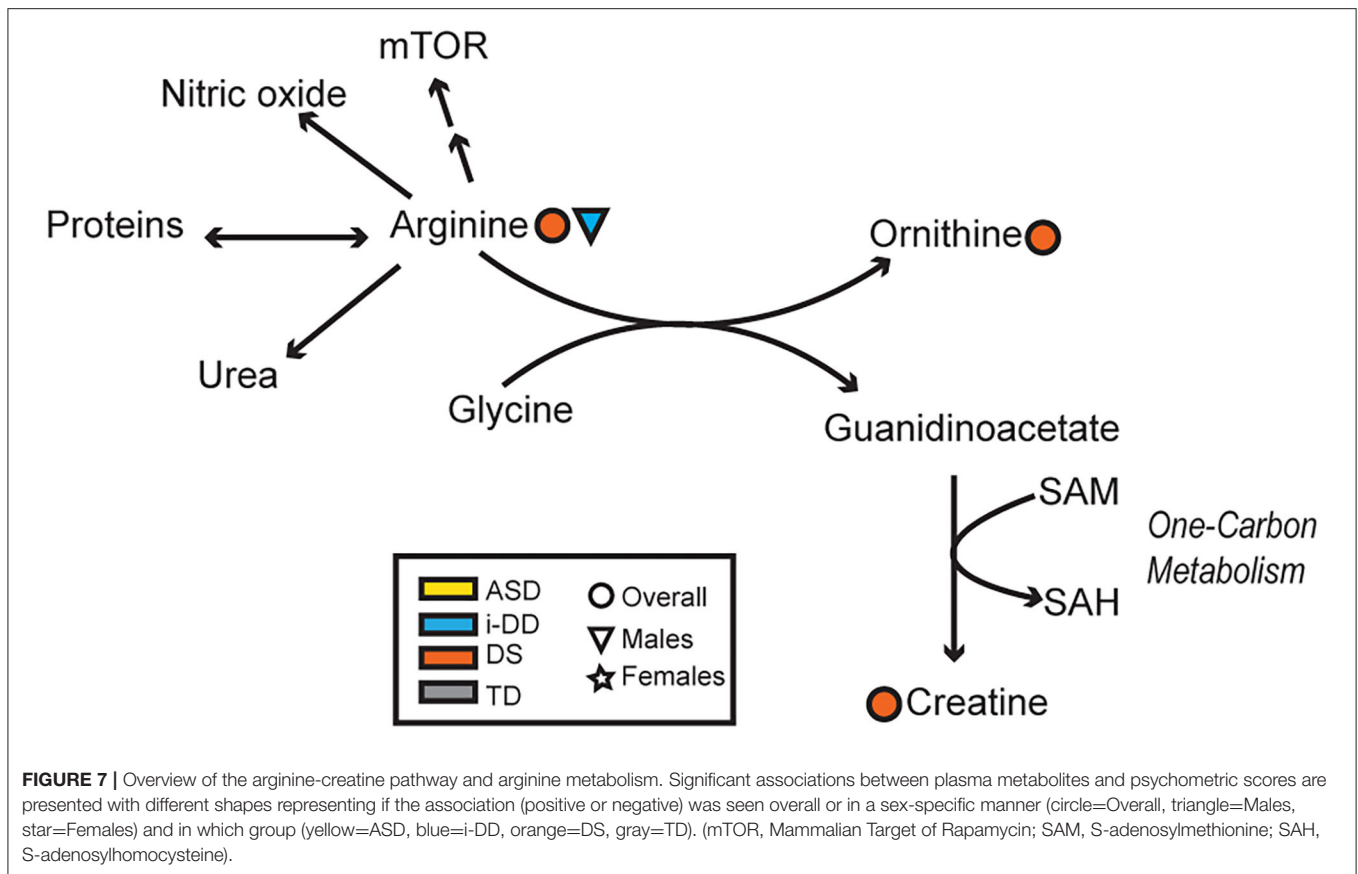 mTOR
Nitric oxide
Proteins
Arginine
Ornithine
Urea
Glycine
Guanidinoacetate
SAM
One-Carbon
Metabolism
SAH
Creatine
ASD
i-DD
DS
TD
Overall
Males
Females
FIGURE 7 | Overview of the arginine-creatine pathway and arginine metabolism. Significant associations between plasma metabolites and psychometric scores are
presented with different shapes representing if the association (positive or negative) was seen overall or in a sex-specific manner (circle=Overall, triangle=Males,
star=Females) and in which group (yellow=ASD, blue=i-DD, orange=DS, gray=TD). (mTOR, Mammalian Target of Rapamycin; SAM, S-adenosylmethionine; SAH,
S-adenosylhomocysteine).